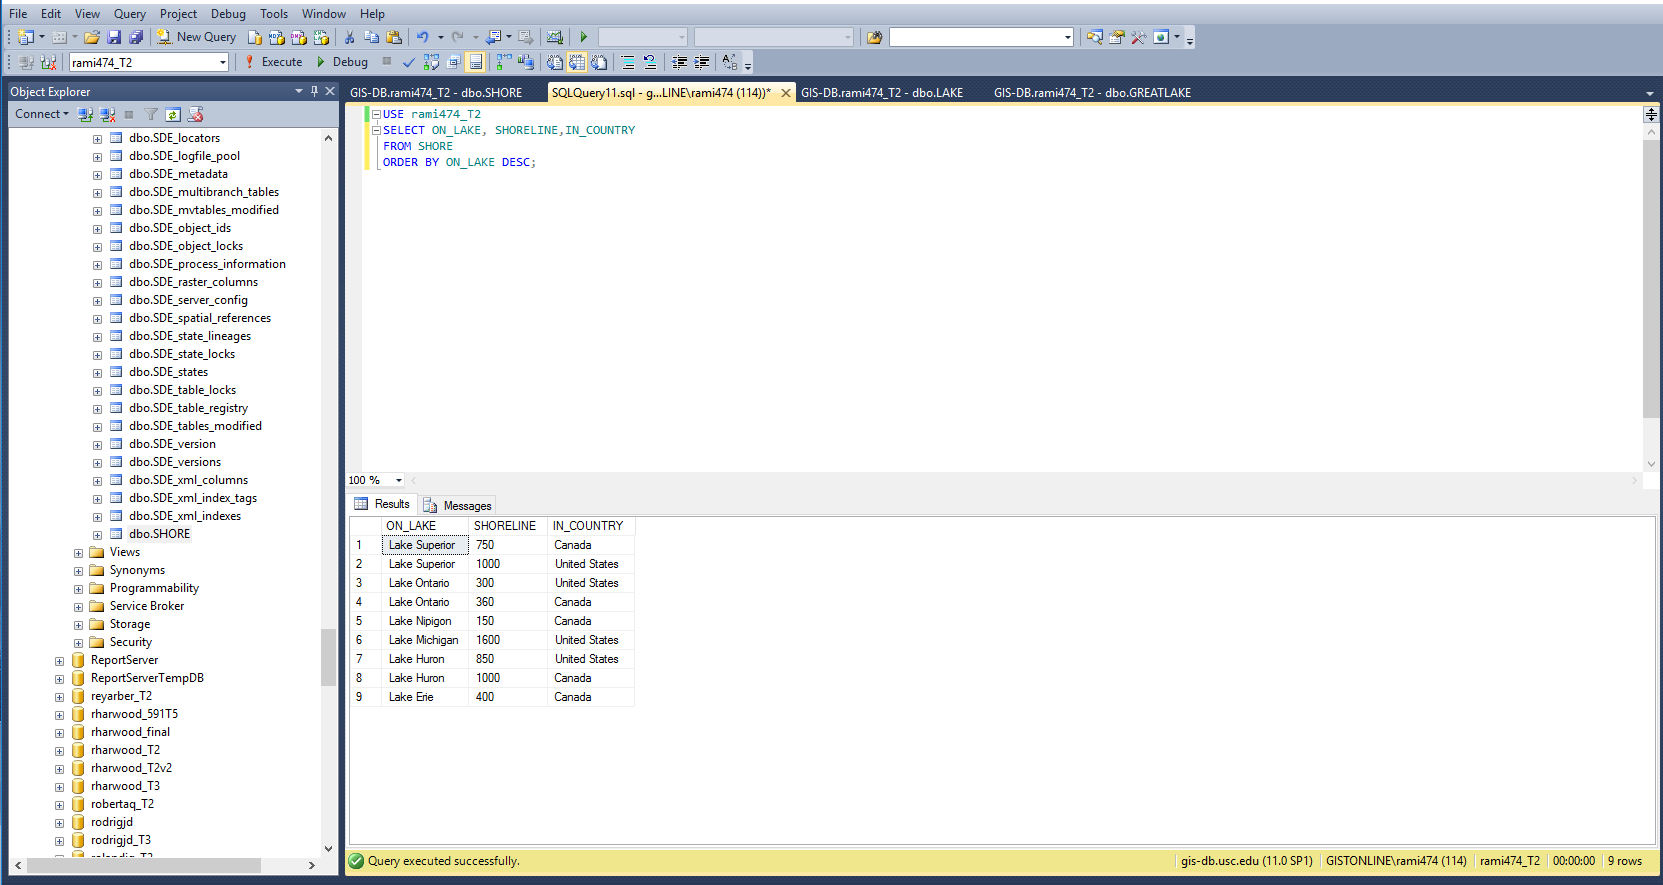 File Edit View Query Project Debug Tools Window Help
New Query
rami474_T2 Execute Debug
Object Explorer
Connect
dbo.SDE_locators
dbo.SDE_logfile_pool
dbo.SDE_metadata
dbo.SDE_multibranch_tables
dbo.SDE_mvtables_modified
dbo.SDE_object_ids
dbo.SDE_object_locks
dbo.SDE_process_information
dbo.SDE_raster_columns
dbo.SDE_server_config
dbo.SDE_spatial_references
dbo.SDE_state_lineages
dbo.SDE_state_locks
dbo.SDE_states
dbo.SDE_table_locks
dbo.SDE_table_registry
dbo.SDE_tables_modified
dbo.SDE_version
dbo.SDE_versions
dbo.SDE_xml_columns
dbo.SDE_xml_index_tags
dbo.SDE_xml_indexes
dbo.SHORE
Views
Synonyms
Programmability
Service Broker
Storage
Security
ReportServer
ReportServerTempDB
reyarber_T2
rharwood_591T5
rharwood_final
rharwood_T2
rharwood_T2v2
rharwood_T3
robertaq_T2
rodrigjd
rodrigjd_T3
GIS-DB.rami474_T2 - dbo.SHORE SQLQuery11.sql - g...LINE\rami474 (114))* GIS-DB.rami474_T2 - dbo.LAKE GIS-DB.rami474_T2 - dbo.GREATLAKE
USE rami474_T2
SELECT ON_LAKE, SHORELINE,IN_COUNTRY
FROM SHORE
ORDER BY ON_LAKE DESC;
100 %
Results Messages
ON_LAKE SHORELINE IN_COUNTRY
1 Lake Superior 750 Canada
2 Lake Superior 1000 United States
3 Lake Ontario 300 United States
4 Lake Ontario 360 Canada
5 Lake Nipigon 150 Canada
6 Lake Michigan 1600 United States
7 Lake Huron 850 United States
8 Lake Huron 1000 Canada
9 Lake Erie 400 Canada
Query executed successfully. gis-db.usc.edu (11.0 SP1) GISTONLINE\rami474 (114) rami474_T2 00:00:00 9 rows